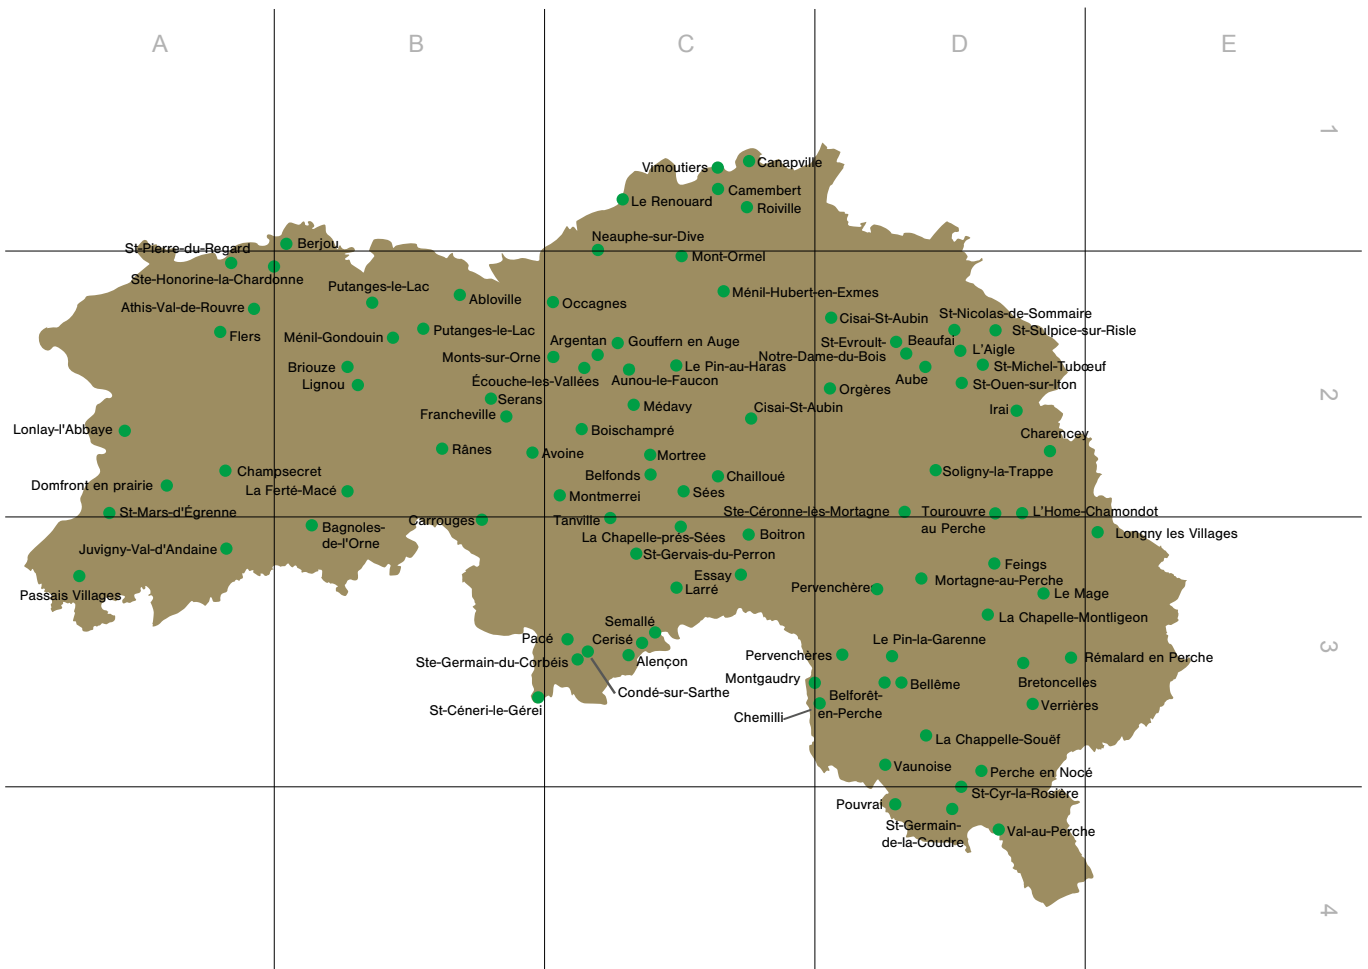 A
B
C
D
E
1
Vimoutiers
Canapville
Camembert
Le Renouard
Roiville
Neauphe-sur-Dive
St-Pierre-du-Regard
Berjou
Mont-Ormel
Ste-Honorine-la-Chardonne
Putanges-le-Lac
Abloville
Occagnes
Ménil-Hubert-en-Exmes
Athis-Val-de-Rouvre
Cisai-St-Aubin
St-Nicolas-de-Sommaire
Flers
Ménil-Gondouin
Putanges-le-Lac
Argentan
Gouffern en Auge
St-Evroult-
Notre-Dame-du-Bois
Beaufai
St-Sulpice-sur-Risle
L'Aigle
Monts-sur-Orne
Briouze
Le Pin-au-Haras
St-Michel-Tubœuf
Lignou
Écouche-les-Vallées
Aunou-le-Faucon
Aube
St-Ouen-sur-Iton
Orgères
2
Serans
Francheville
Médavy
Cisai-St-Aubin
Irai
Lonlay-l'Abbaye
Boischampré
Charencey
Rânes
Avoine
Mortree
Champsecret
Belfonds
Chailloué
Soligny-la-Trappe
Domfront en prairie
La Ferté-Macé
Montmerrei
Sées
St-Mars-d'Égrenne
Carrouges
Tanville
Ste-Céronne-lès-Mortagne
Tourouvre
au Perche
L'Home-Chamondot
Bagnoles-
de-l'Orne
La Chapelle-prés-Sées
Boitron
Longny les Villages
Juvigny-Val-d'Andaine
St-Gervais-du-Perron
Feings
Passais Villages
Essay
Larré
Pervenchère
Mortagne-au-Perche
Le Mage
La Chapelle-Montligeon
Semallé
Pacé
Cerisé
Le Pin-la-Garenne
3
Ste-Germain-du-Corbéis
Alençon
Pervenchères
Rémalard en Perche
Condé-sur-Sarthe
Montgaudry
Bellême
Bretoncelles
St-Céneri-le-Gérei
Chemilli
Belforêt-
en-Perche
Verrières
La Chappelle-Souëf
Vaunoise
Perche en Nocé
St-Cyr-la-Rosière
Pouvrai
St-Germain-
de-la-Coudre
Val-au-Perche
4